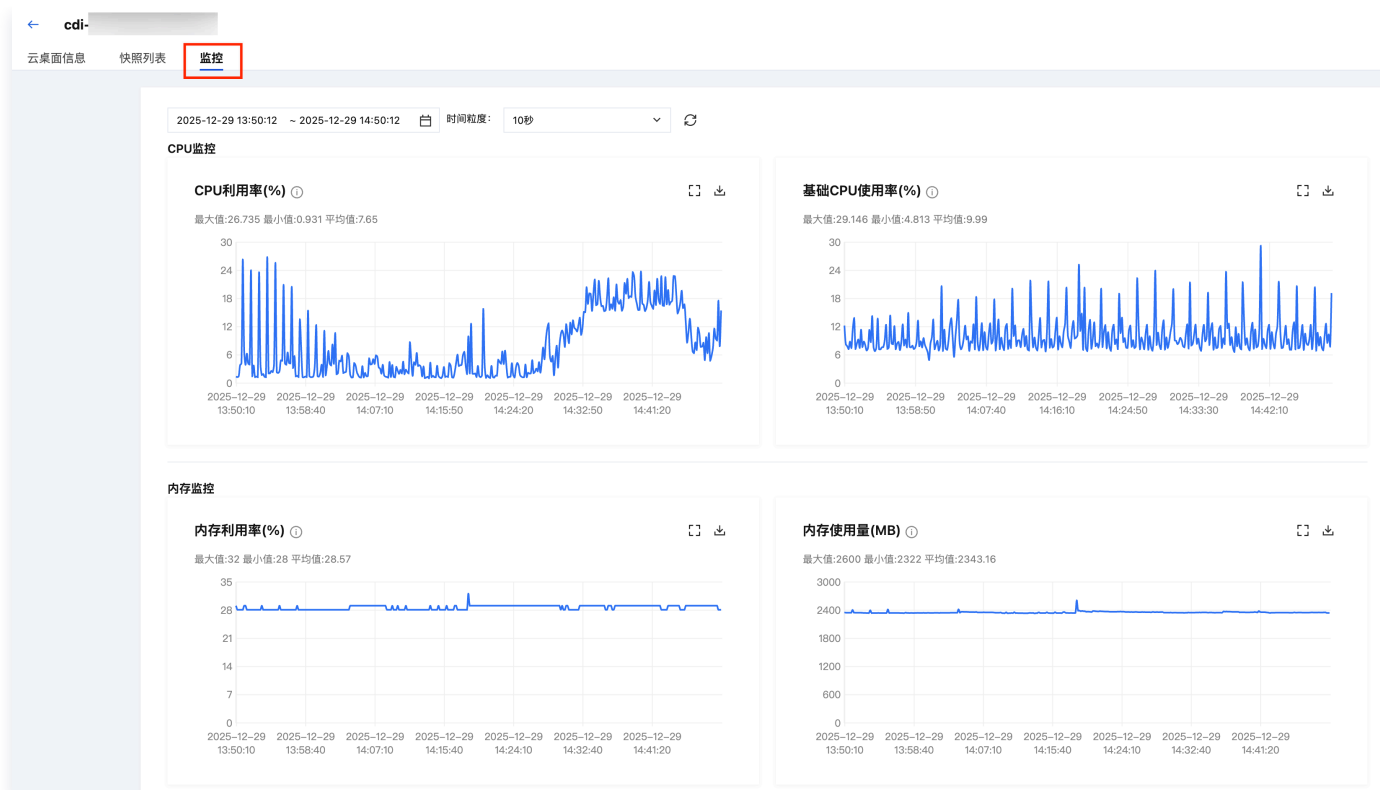 cdi-
云桌面信息 快照列表 监控
2025-12-29 13:50:12 ~ 2025-12-29 14:50:12 时间粒度： 10秒
CPU监控
CPU利用率(%)
最大值:26.735 最小值:0.931 平均值:7.65
30
24
18
12
6
0
2025-12-29 2025-12-29 2025-12-29 2025-12-29 2025-12-29 2025-12-29 2025-12-29
13:50:10 13:58:40 14:07:10 14:15:50 14:24:20 14:32:50 14:41:20
基础CPU使用率(%)
最大值:29.146 最小值:4.813 平均值:9.99
30
24
18
12
6
0
2025-12-29 2025-12-29 2025-12-29 2025-12-29 2025-12-29 2025-12-29 2025-12-29
13:50:10 13:58:50 14:07:40 14:16:10 14:24:50 14:33:30 14:42:10
内存监控
内存利用率(%)
最大值:32 最小值:28 平均值:28.57
35
28
21
14
7
0
2025-12-29 2025-12-29 2025-12-29 2025-12-29 2025-12-29 2025-12-29 2025-12-29
13:50:10 13:58:40 14:07:10 14:15:40 14:24:10 14:32:40 14:41:20
内存使用量(MB)
最大值:2600 最小值:2322 平均值:2343.16
3000
2400
1800
1200
600
0
2025-12-29 2025-12-29 2025-12-29 2025-12-29 2025-12-29 2025-12-29 2025-12-29
13:50:10 13:58:40 14:07:10 14:15:40 14:24:10 14:32:40 14:41:20